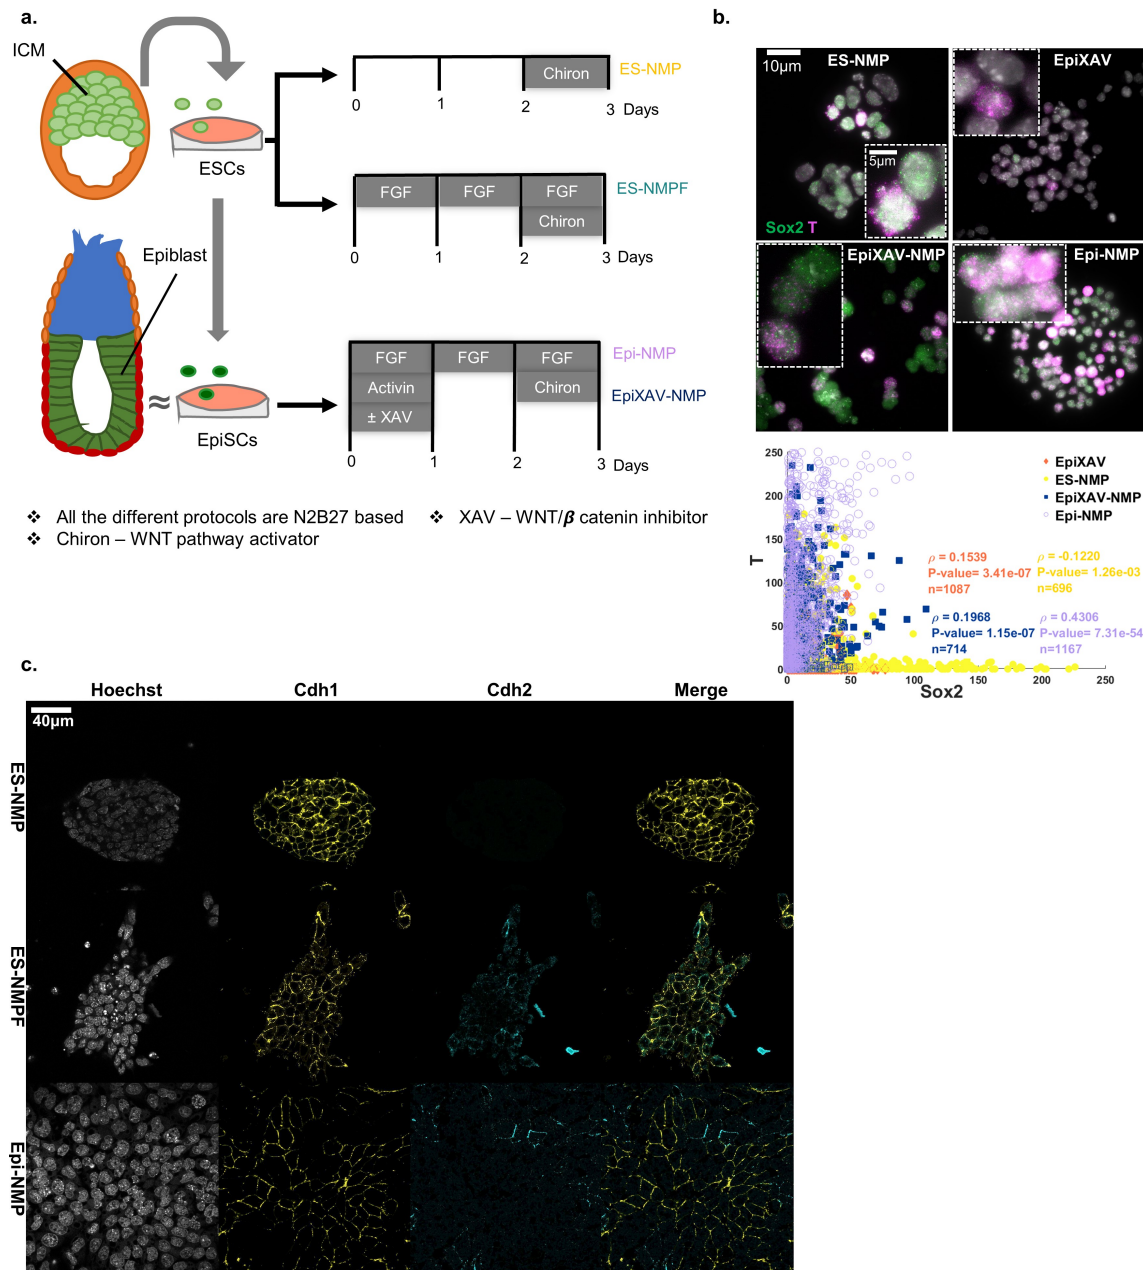 a.
ICM
ESCs
Chiron
ES-NMP
0 1 2 3 Days
FGF FGF FGF
Chiron
ES-NMPF
0 1 2 3 Days
Epiblast
≈
EpiSCs
FGF FGF FGF
Activin Chiron
± XAV
Epi-NMP
EpiXAV-NMP
0 1 2 3 Days
❖ All the different protocols are N2B27 based
❖ XAV – WNT/β catenin inhibitor
❖ Chiron – WNT pathway activator
b.
10µm
ES-NMP
EpiXAV
5µm
Sox2 T
EpiXAV-NMP
Epi-NMP
250
200
150
100
50
0
T
0 50 100 150 200 250
Sox2
EpiXAV
ES-NMP
EpiXAV-NMP
Epi-NMP
ρ = 0.1539
P-value= 3.41e-07
n=1087
ρ = -0.1220
P-value= 1.26e-03
n=696
ρ = 0.1968
P-value= 1.15e-07
n=714
ρ = 0.4306
P-value= 7.31e-54
n=1167
c.
Hoechst Cdh1 Cdh2 Merge
40µm
ES-NMP
ES-NMPF
Epi-NMP